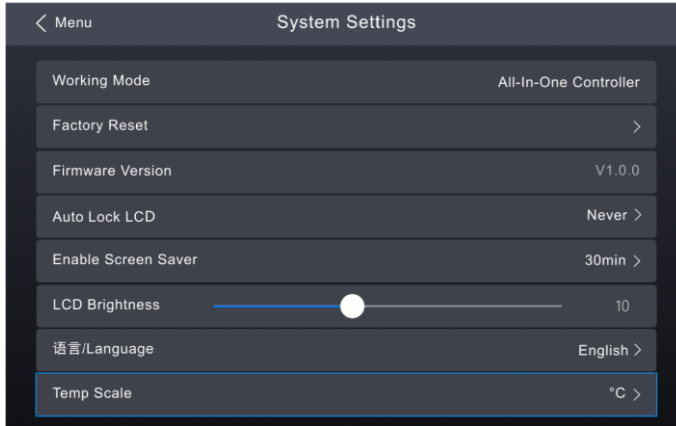 Menu
System Settings
Working Mode All-In-One Controller
Factory Reset
Firmware Version V1.0.0
Auto Lock LCD Never
Enable Screen Saver 30min
LCD Brightness 10
语言/Language English
Temp Scale °C